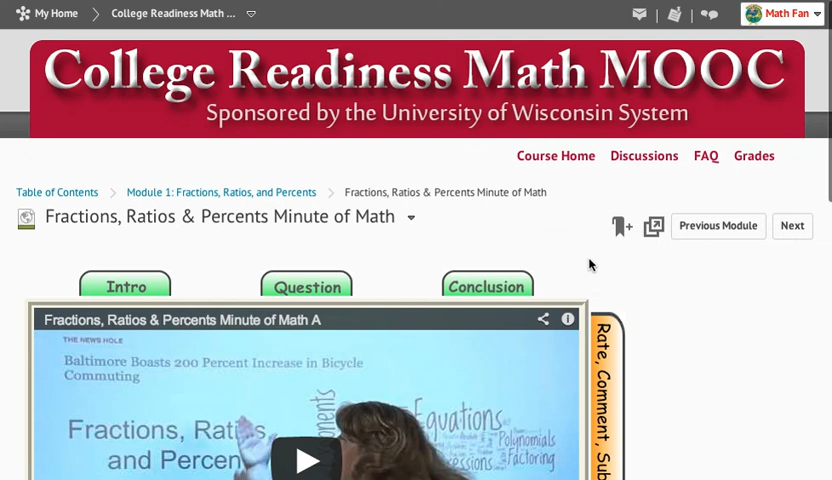 My Home
College Readiness Math ...
Math Fan
College Readiness Math MOOC
Sponsored by the University of Wisconsin System
Course Home
Discussions
FAQ
Grades
Table of Contents
Module 1: Fractions, Ratios, and Percents
Fractions, Ratios & Percents Minute of Math
Fractions, Ratios & Percents Minute of Math
Previous Module
Next
Intro
Question
Conclusion
Fractions, Ratios & Percents Minute of Math A
THE NEWS HOLE
Baltimore Boasts 200 Percent Increase in Bicycle
Commuting
Fractions, Ratios
and Percen
Equations
Polynomials
Factoring
Rate, Comment, Sub